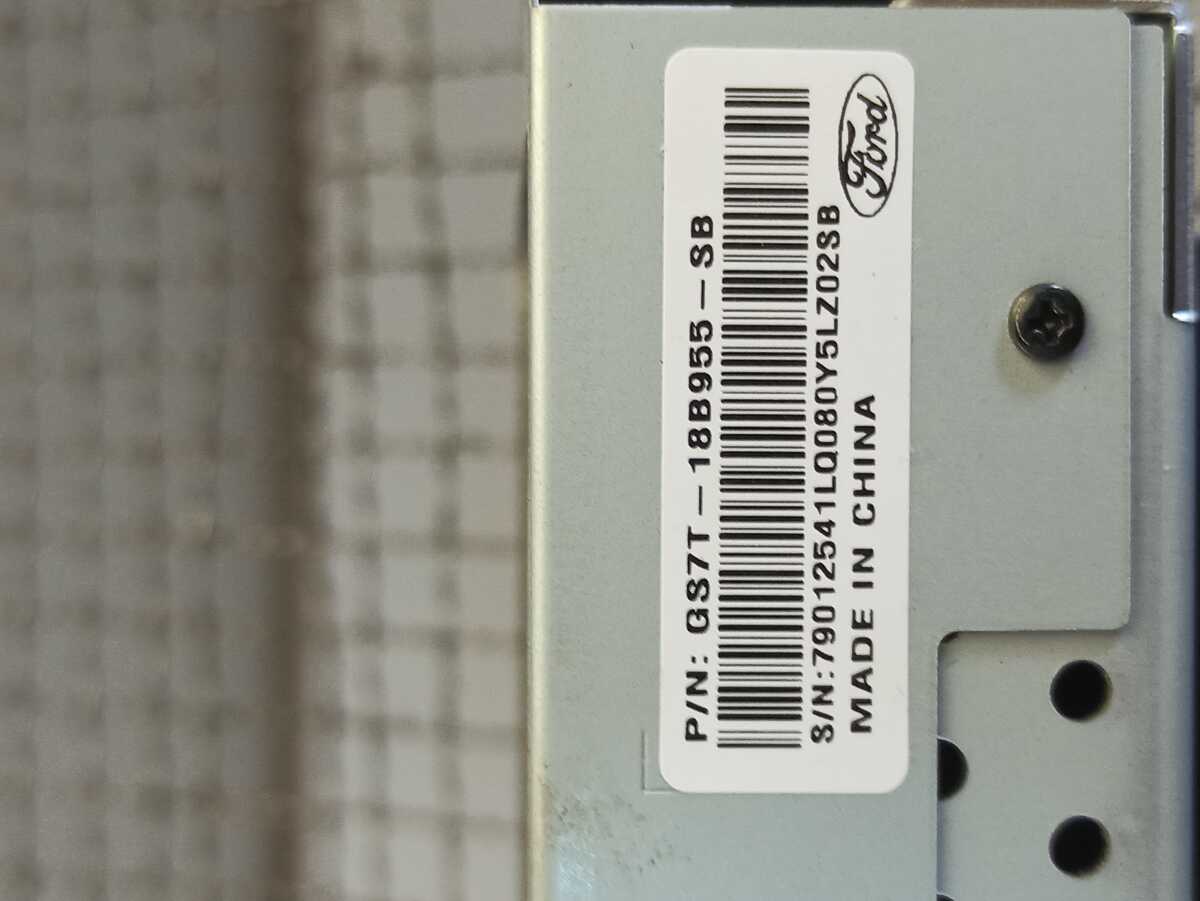 P/N: GS7T-18B955-SB
S/N:79012541LQ080Y5LZ02SB
MADE IN CHINA
Ford